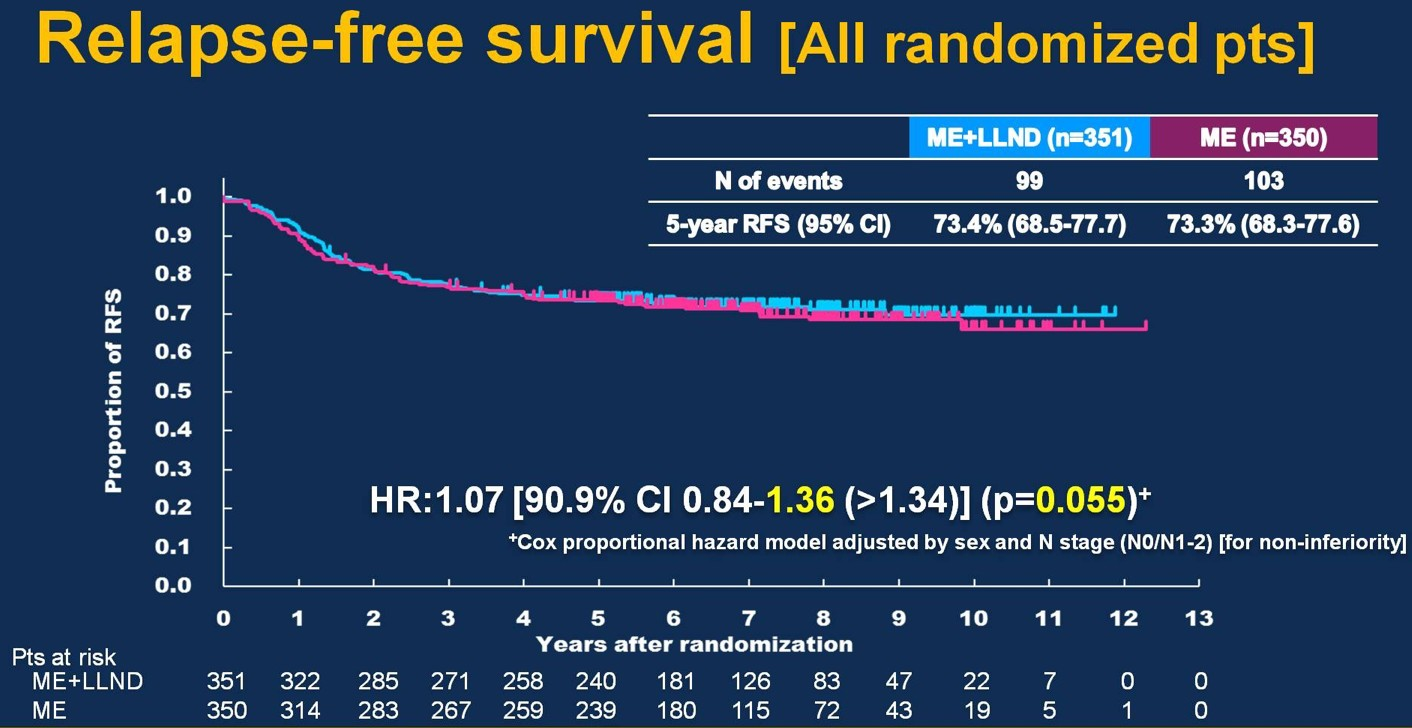 Relapse-free survival [All randomized pts]
ME+LLND (n=351) ME (n=350)
N of events 99 103
5-year RFS (95% CI) 73.4% (68.5-77.7) 73.3% (68.3-77.6)
Proportion of RFS
1.0
0.9
0.8
0.7
0.6
0.5
0.4
0.3
0.2
0.1
0.0
HR:1.07 [90.9% CI 0.84-1.36 (>1.34)] (p=0.055)+
+Cox proportional hazard model adjusted by sex and N stage (N0/N1-2) [for non-inferiority]
0 1 2 3 4 5 6 7 8 9 10 11 12 13
Years after randomization
Pts at risk
ME+LLND 351 322 285 271 258 240 181 126 83 47 22 7 0 0
ME 350 314 283 267 259 239 180 115 72 43 19 5 1 0